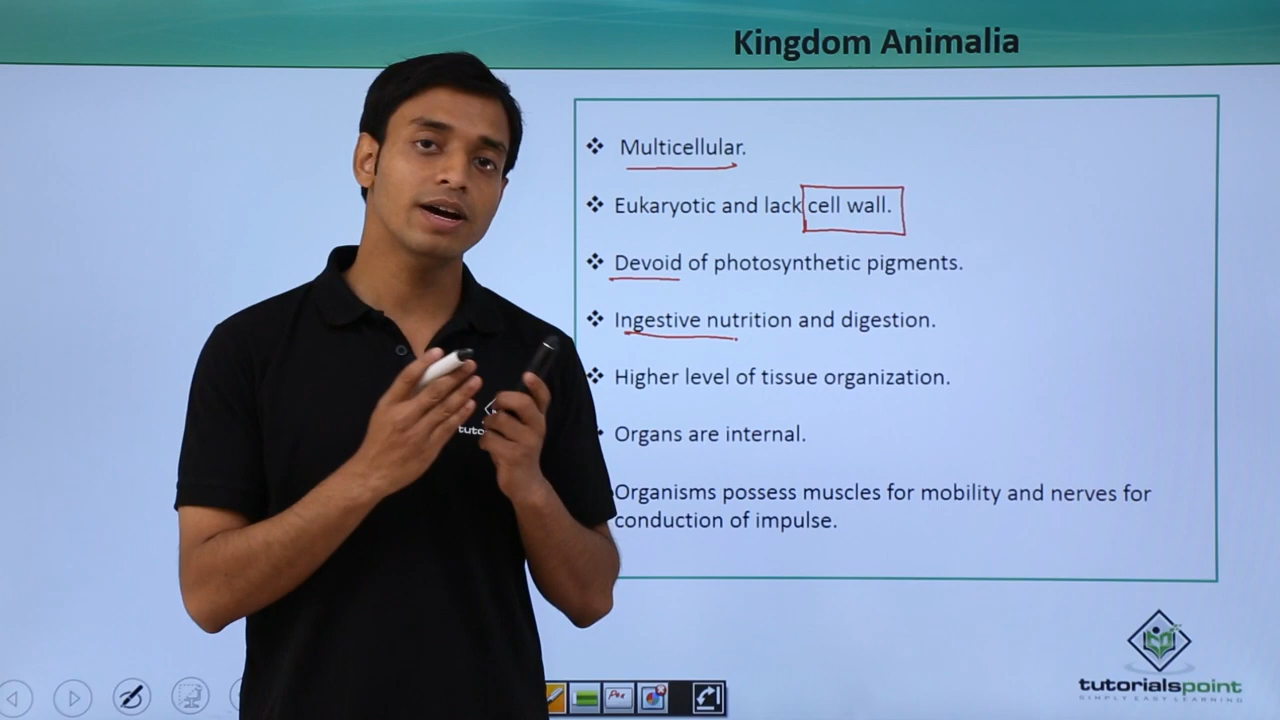 Kingdom Animalia
❖ Multicellular.
❖ Eukaryotic and lack cell wall.
❖ Devoid of photosynthetic pigments.
❖ Ingestive nutrition and digestion.
❖ Higher level of tissue organization.
Organs are internal.
Organisms possess muscles for mobility and nerves for
conduction of impulse.
tutorialspoint
SIMPLY EASY LEARNING